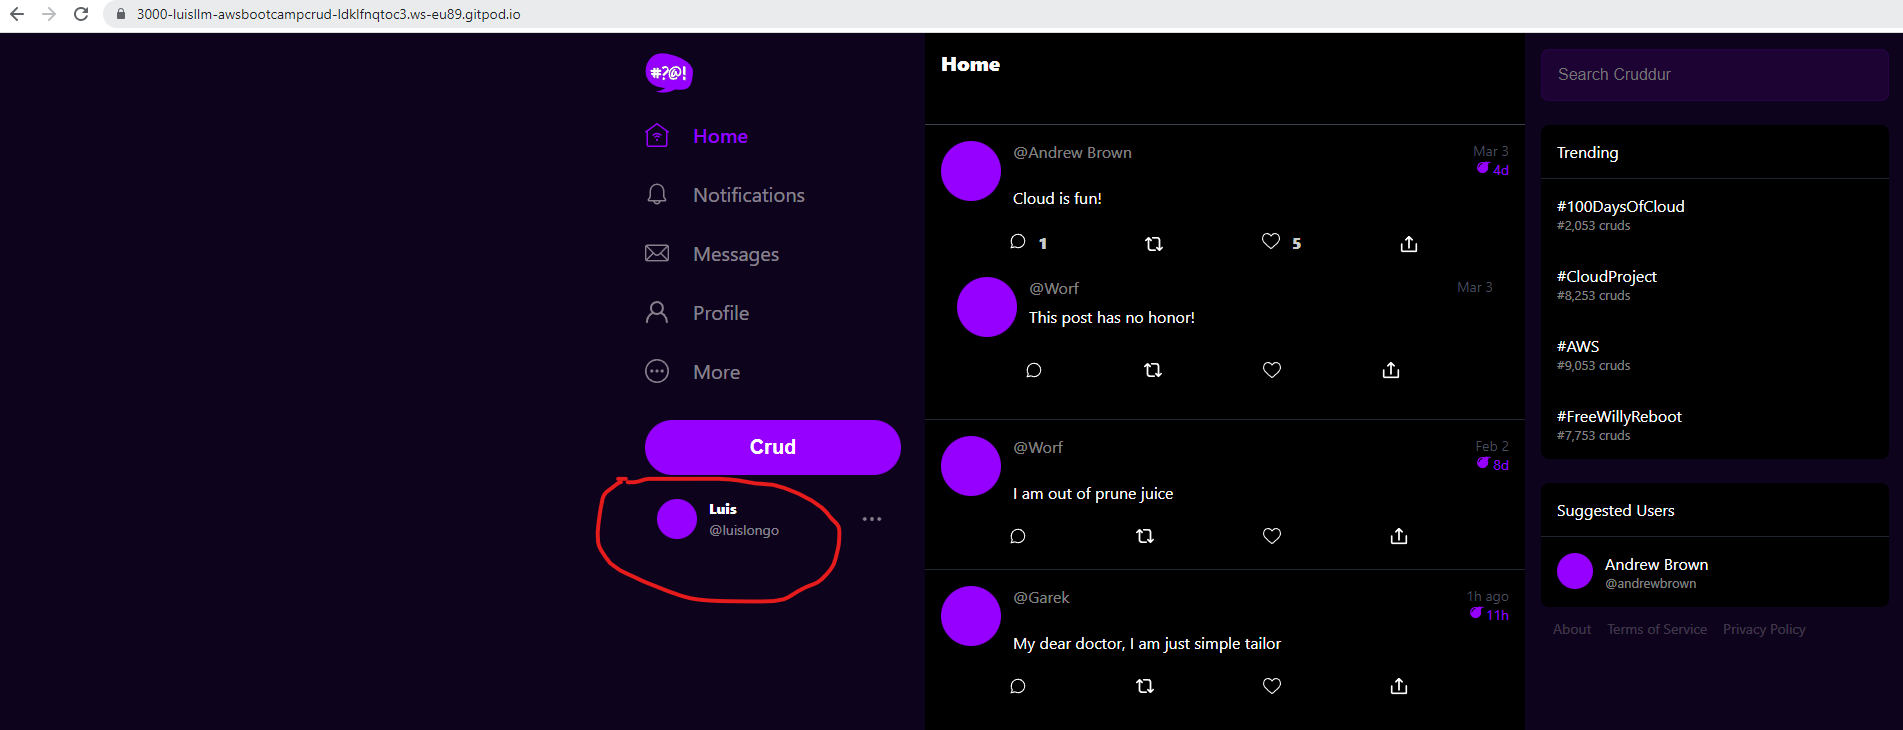 3000-luisllm-awsbootcampcrud-ldklfnqtoc3.ws-eu89.gitpod.io
#?@!
Home
Notifications
Messages
Profile
More
Crud
Luis
@luislongo
Home
@Andrew Brown
Mar 3
4d
Cloud is fun!
1
5
@Worf
Mar 3
This post has no honor!
@Worf
Feb 2
8d
I am out of prune juice
@Garek
1h ago
11h
My dear doctor, I am just simple tailor
Search Cruddur
Trending
#100DaysOfCloud
#2,053 cruds
#CloudProject
#8,253 cruds
#AWS
#9,053 cruds
#FreeWillyReboot
#7,753 cruds
Suggested Users
Andrew Brown
@andrewbrown
About Terms of Service Privacy Policy